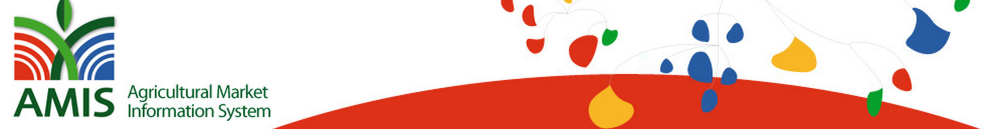 AMIS
Agricultural Market
Information System